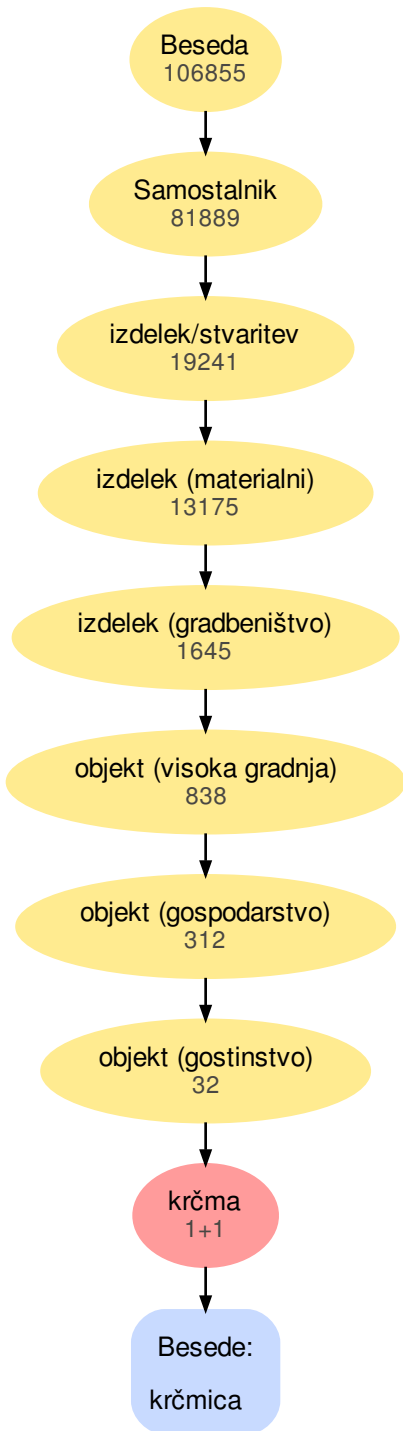 Beseda
106855
Samostalnik
81889
izdelek/stvaritev
19241
izdelek (materialni)
13175
izdelek (gradbeništvo)
1645
objekt (visoka gradnja)
838
objekt (gospodarstvo)
312
objekt (gostinstvo)
32
krčma
1+1
Besede:
krčmica